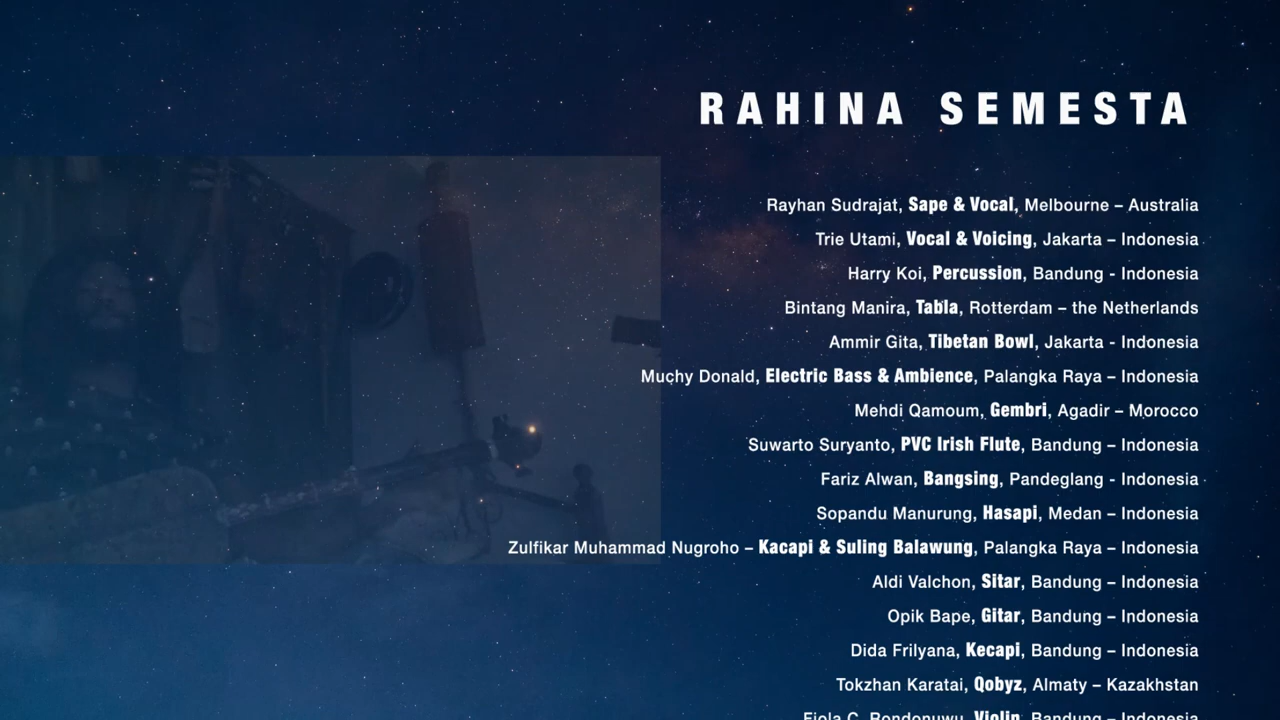 RAHINA SEMESTA
Rayhan Sudrajat, Sape & Vocal, Melbourne – Australia
Trie Utami, Vocal & Voicing, Jakarta – Indonesia
Harry Koi, Percussion, Bandung - Indonesia
Bintang Manira, Tabla, Rotterdam – the Netherlands
Ammir Gita, Tibetan Bowl, Jakarta - Indonesia
Muchy Donald, Electric Bass & Ambience, Palangka Raya – Indonesia
Mehdi Qamoum, Gembri, Agadir – Morocco
Suwarto Suryanto, PVC Irish Flute, Bandung – Indonesia
Fariz Alwan, Bangsing, Pandeglang - Indonesia
Sopandu Manurung, Hasapi, Medan – Indonesia
Zulfikar Muhammad Nugroho – Kacapi & Suling Balawung, Palangka Raya – Indonesia
Aldi Valchon, Sitar, Bandung – Indonesia
Opik Bape, Gitar, Bandung – Indonesia
Dida Frilyana, Kecapi, Bandung – Indonesia
Tokzhan Karatai, Qobyz, Almaty – Kazakhstan
C. Rondonuwu, Violin, Bandung – Indonesia